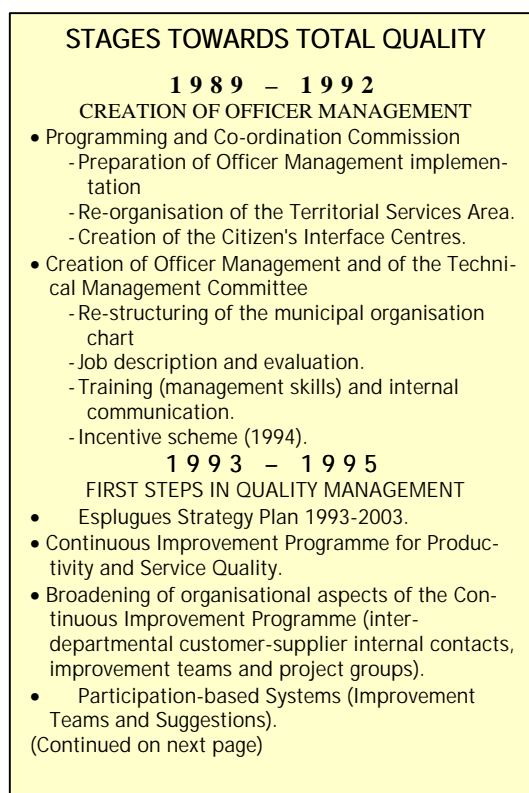 STAGES TOWARDS TOTAL QUALITY
1989 – 1992
CREATION OF OFFICER MANAGEMENT
• Programming and Co-ordination Commission
- Preparation of Officer Management implemen-
tation
- Re-organisation of the Territorial Services Area.
- Creation of the Citizen's Interface Centres.
• Creation of Officer Management and of the Techni-
cal Management Committee
- Re-structuring of the municipal organisation
chart
- Job description and evaluation.
- Training (management skills) and internal
communication.
- Incentive scheme (1994).
1993 – 1995
FIRST STEPS IN QUALITY MANAGEMENT
• Esplugues Strategy Plan 1993-2003.
• Continuous Improvement Programme for Produc-
tivity and Service Quality.
• Broadening of organisational aspects of the Con-
tinuous Improvement Programme (inter-
departmental customer-supplier internal contacts,
improvement teams and project groups).
• Participation-based Systems (Improvement
Teams and Suggestions).
(Continued on next page)